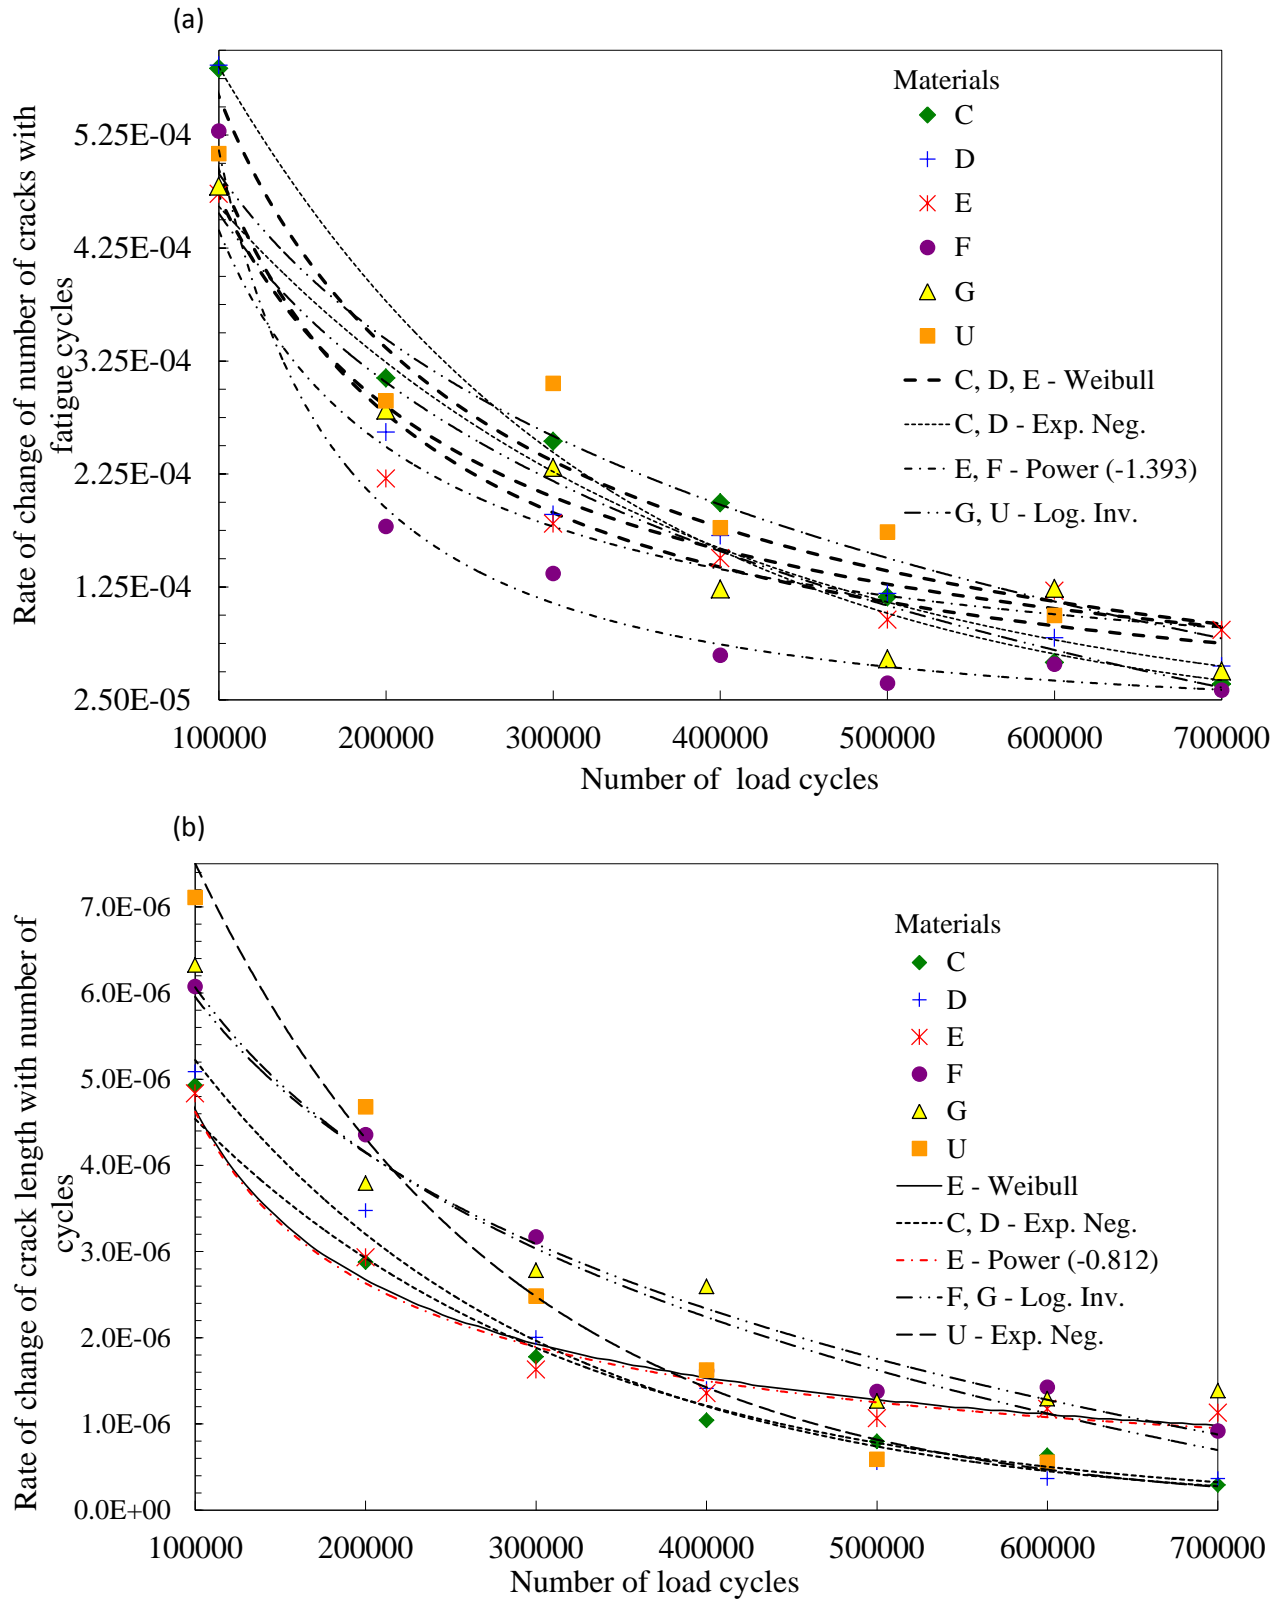 (a)
Rate of change of number of cracks with
fatigue cycles
5.25E-04
4.25E-04
3.25E-04
2.25E-04
1.25E-04
2.50E-05
Materials
C
D
E
F
G
U
C, D, E - Weibull
C, D - Exp. Neg.
E, F - Power (-1.393)
G, U - Log. Inv.
100000 200000 300000 400000 500000 600000 700000
Number of load cycles
(b)
Rate of change of crack length with number of
cycles
7.0E-06
6.0E-06
5.0E-06
4.0E-06
3.0E-06
2.0E-06
1.0E-06
0.0E+00
Materials
C
D
E
F
G
U
E - Weibull
C, D - Exp. Neg.
E - Power (-0.812)
F, G - Log. Inv.
U - Exp. Neg.
100000 200000 300000 400000 500000 600000 700000
Number of load cycles